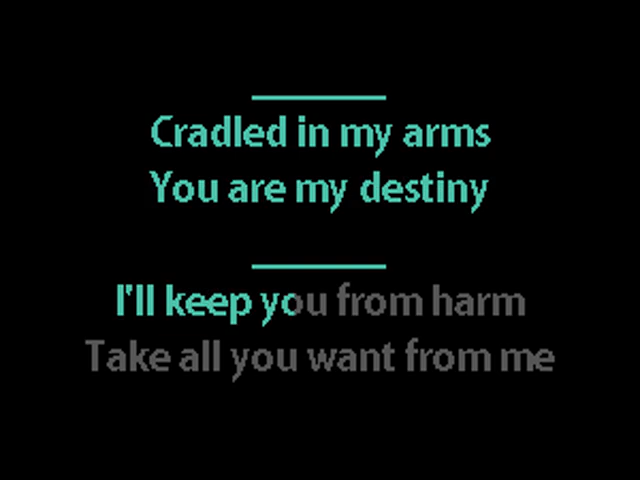 Cradled in my arms
You are my destiny
I'll keep you from harm
Take all you want from me